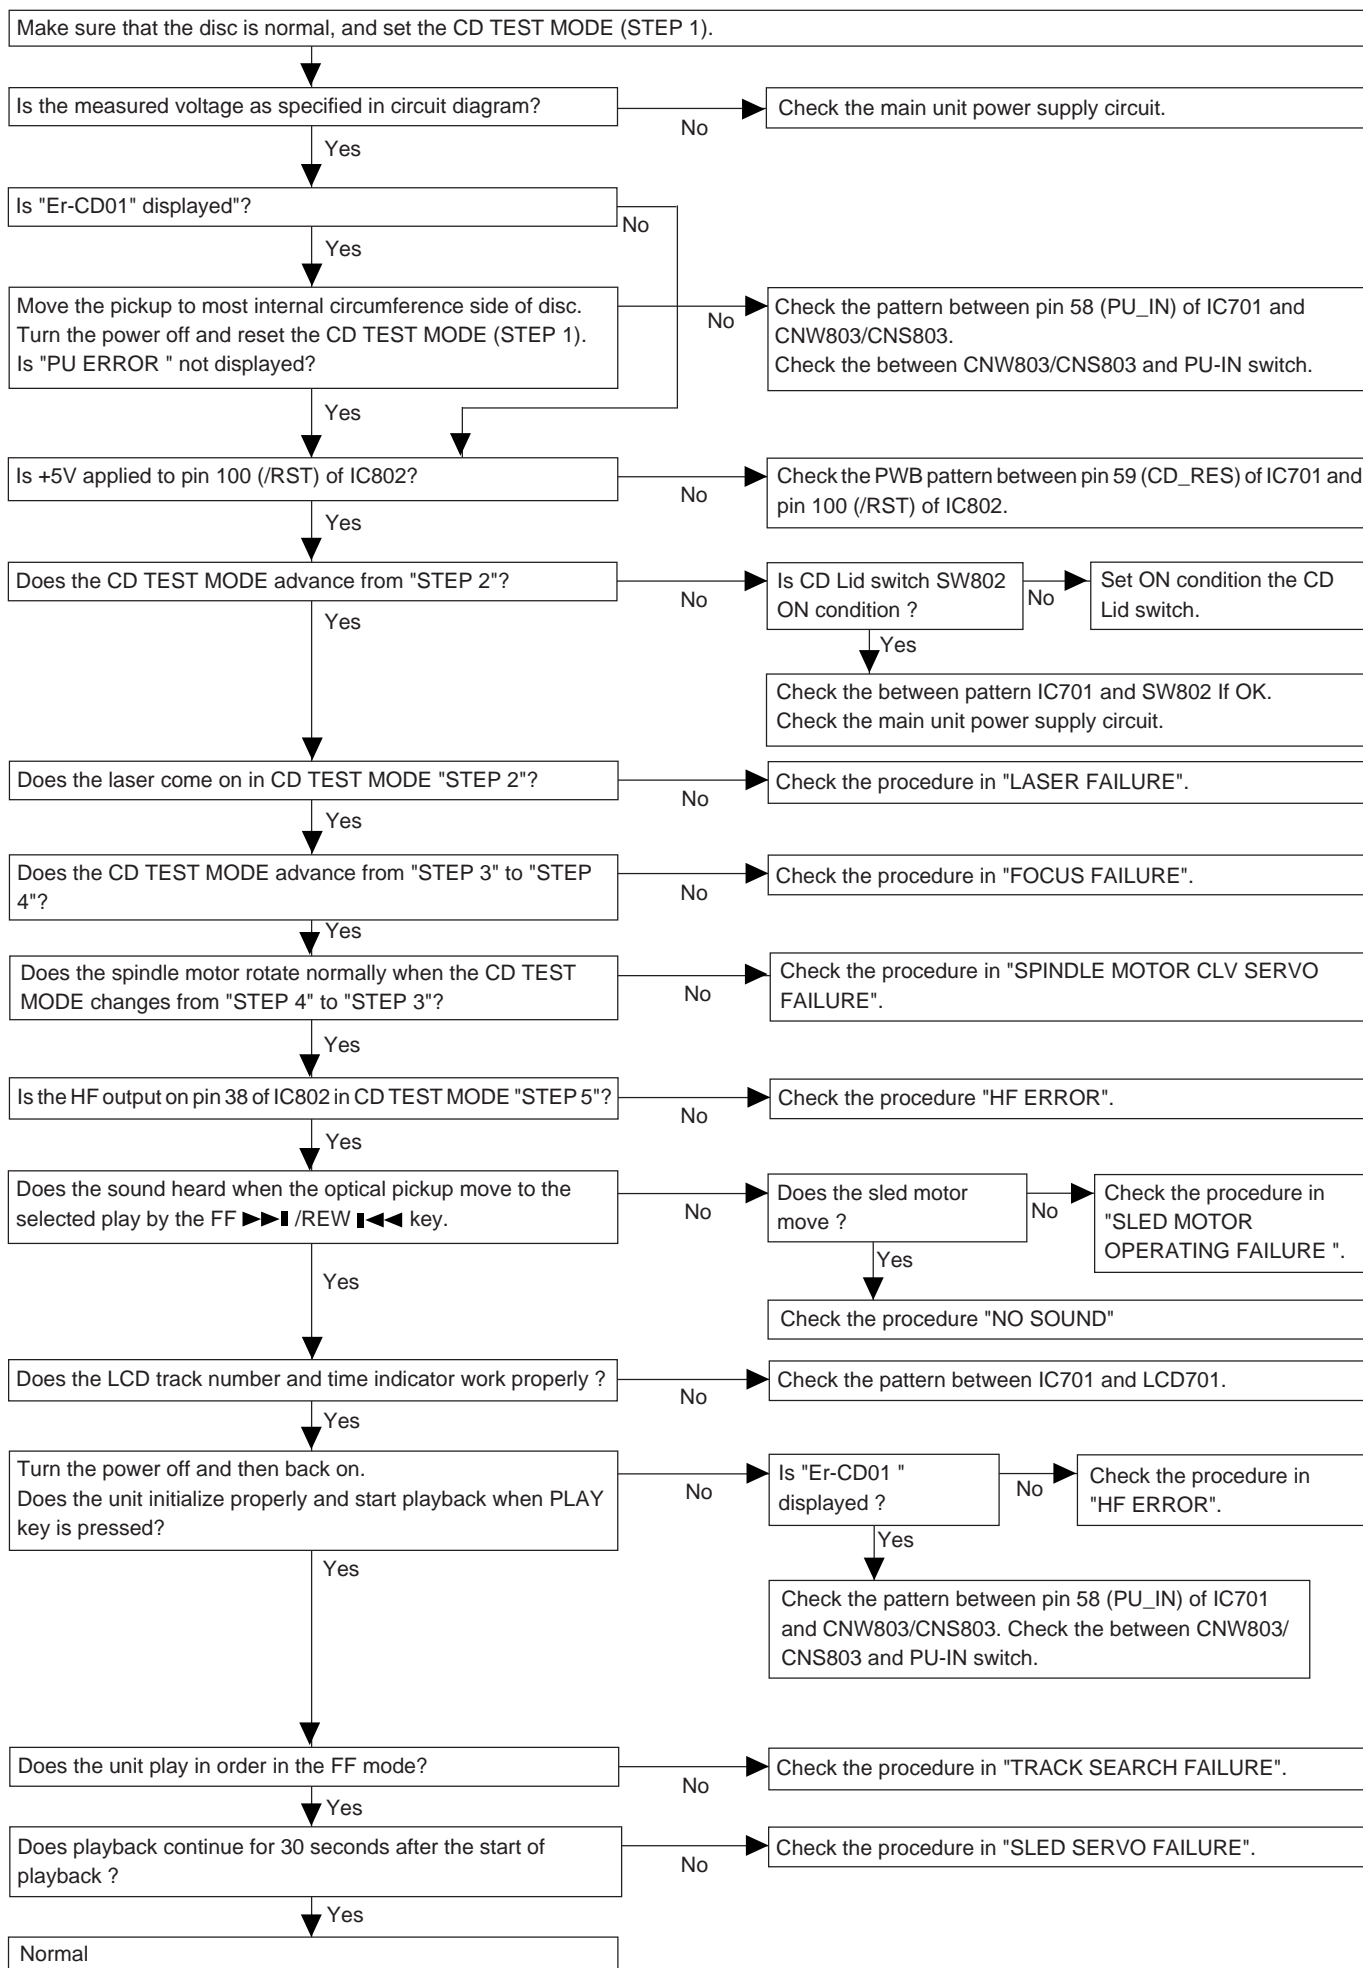 Make sure that the disc is normal, and set the CD TEST MODE (STEP 1).
Is the measured voltage as specified in circuit diagram?
No
Check the main unit power supply circuit.
Yes
Is "Er-CD01" displayed"?
No
Yes
Move the pickup to most internal circumference side of disc.
Turn the power off and reset the CD TEST MODE (STEP 1).
Is "PU ERROR " not displayed?
No
Check the pattern between pin 58 (PU_IN) of IC701 and
CNW803/CNS803.
Check the between CNW803/CNS803 and PU-IN switch.
Yes
Is +5V applied to pin 100 (/RST) of IC802?
No
Check the PWB pattern between pin 59 (CD_RES) of IC701 and
pin 100 (/RST) of IC802.
Yes
Does the CD TEST MODE advance from "STEP 2"?
No
Is CD Lid switch SW802
ON condition ?
No
Set ON condition the CD
Lid switch.
Yes
Yes
Check the between pattern IC701 and SW802 If OK.
Check the main unit power supply circuit.
Does the laser come on in CD TEST MODE "STEP 2"?
No
Check the procedure in "LASER FAILURE".
Yes
Does the CD TEST MODE advance from "STEP 3" to "STEP
4"?
No
Check the procedure in "FOCUS FAILURE".
Yes
Does the spindle motor rotate normally when the CD TEST
MODE changes from "STEP 4" to "STEP 3"?
No
Check the procedure in "SPINDLE MOTOR CLV SERVO
FAILURE".
Yes
Is the HF output on pin 38 of IC802 in CD TEST MODE "STEP 5"?
No
Check the procedure "HF ERROR".
Yes
Does the sound heard when the optical pickup move to the
selected play by the FF ►►▮ /REW ▮◄◄ key.
No
Does the sled motor
move ?
No
Check the procedure in
"SLED MOTOR
OPERATING FAILURE ".
Yes
Yes
Check the procedure "NO SOUND"
Does the LCD track number and time indicator work properly ?
No
Check the pattern between IC701 and LCD701.
Yes
Turn the power off and then back on.
Does the unit initialize properly and start playback when PLAY
key is pressed?
No
Is "Er-CD01 "
displayed ?
No
Check the procedure in
"HF ERROR".
Yes
Yes
Check the pattern between pin 58 (PU_IN) of IC701
and CNW803/CNS803. Check the between CNW803/
CNS803 and PU-IN switch.
Does the unit play in order in the FF mode?
No
Check the procedure in "TRACK SEARCH FAILURE".
Yes
Does playback continue for 30 seconds after the start of
playback ?
No
Check the procedure in "SLED SERVO FAILURE".
Yes
Normal